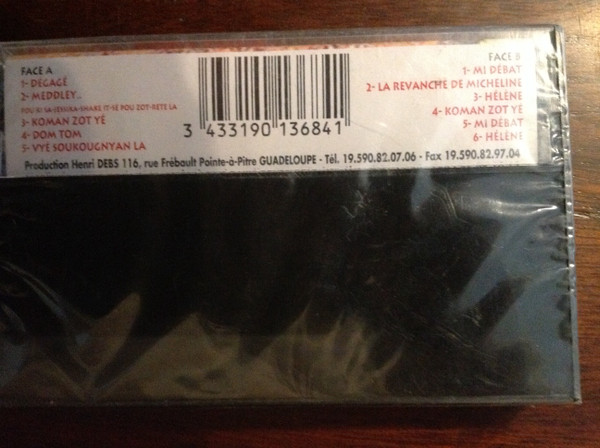 FACE A
1- DÉGAGÉ
2- MEDDLEY..
3- KOMAN ZOT YÉ
4- DOM TOM
5- VYÉ SOUKOUGNYAN LA
3 433190 136841
FACE B
1- MI DÉBAT
2- LA REVANCHE DE MICHELINE
3- HÉLÈNE
4- KOMAN ZOT YÉ
5- MI DÉBAT
6- HÉLÈNE
Production Henri DEBS 116, rue Frébault Pointe-à-Pitre GUADELOUPE - Tél. 19.590.82.07.06 - Fax 19.590.82.97.04